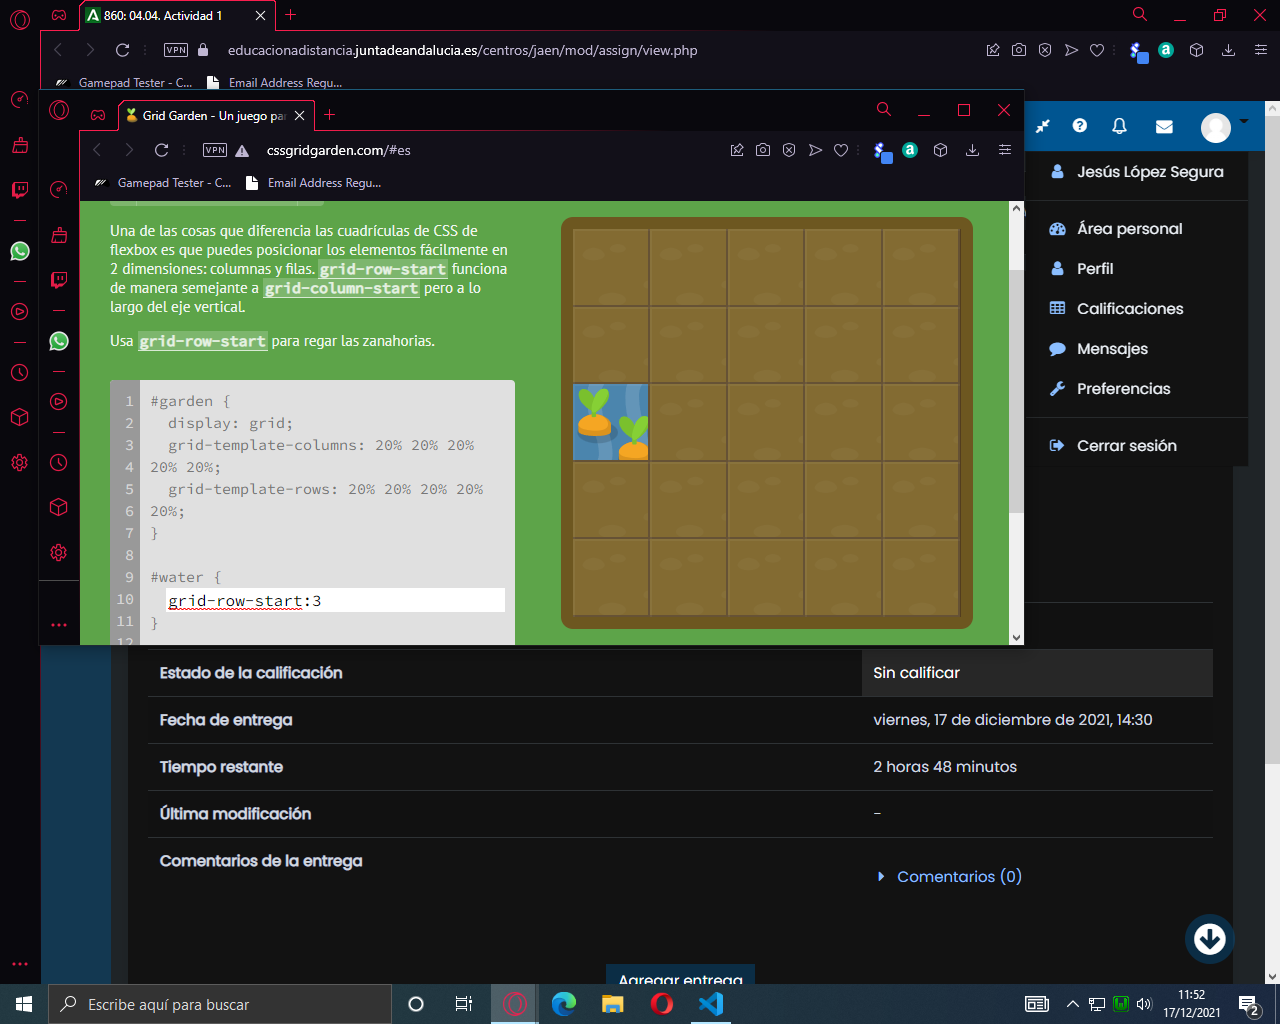 860: 04.04. Actividad 1
VPN
educacionadistancia.juntadeandalucia.es/centros/jaen/mod/assign/view.php
Gamepad Tester - C...
Email Address Regu...
Grid Garden - Un juego par
VPN
cssgridgarden.com/#es
Gamepad Tester - C...
Email Address Regu...
Una de las cosas que diferencia las cuadrículas de CSS de
flexbox es que puedes posicionar los elementos fácilmente en
2 dimensiones: columnas y filas. grid-row-start funciona
de manera semejante a grid-column-start pero a lo
largo del eje vertical.
Usa grid-row-start para regar las zanahorias.
1 #garden {
2 display: grid;
3 grid-template-columns: 20% 20% 20%
4 20% 20%;
5 grid-template-rows: 20% 20% 20% 20%
6 20%;
7 }
8
9 #water {
10 grid-row-start:3
11 }
12
Jesús López Segura
Área personal
Perfil
Calificaciones
Mensajes
Preferencias
Cerrar sesión
Estado de la calificación Sin calificar
Fecha de entrega viernes, 17 de diciembre de 2021, 14:30
Tiempo restante 2 horas 48 minutos
Última modificación -
Comentarios de la entrega
Comentarios (0)
Agregar entrega
Escribe aquí para buscar
11:52
17/12/2021
2